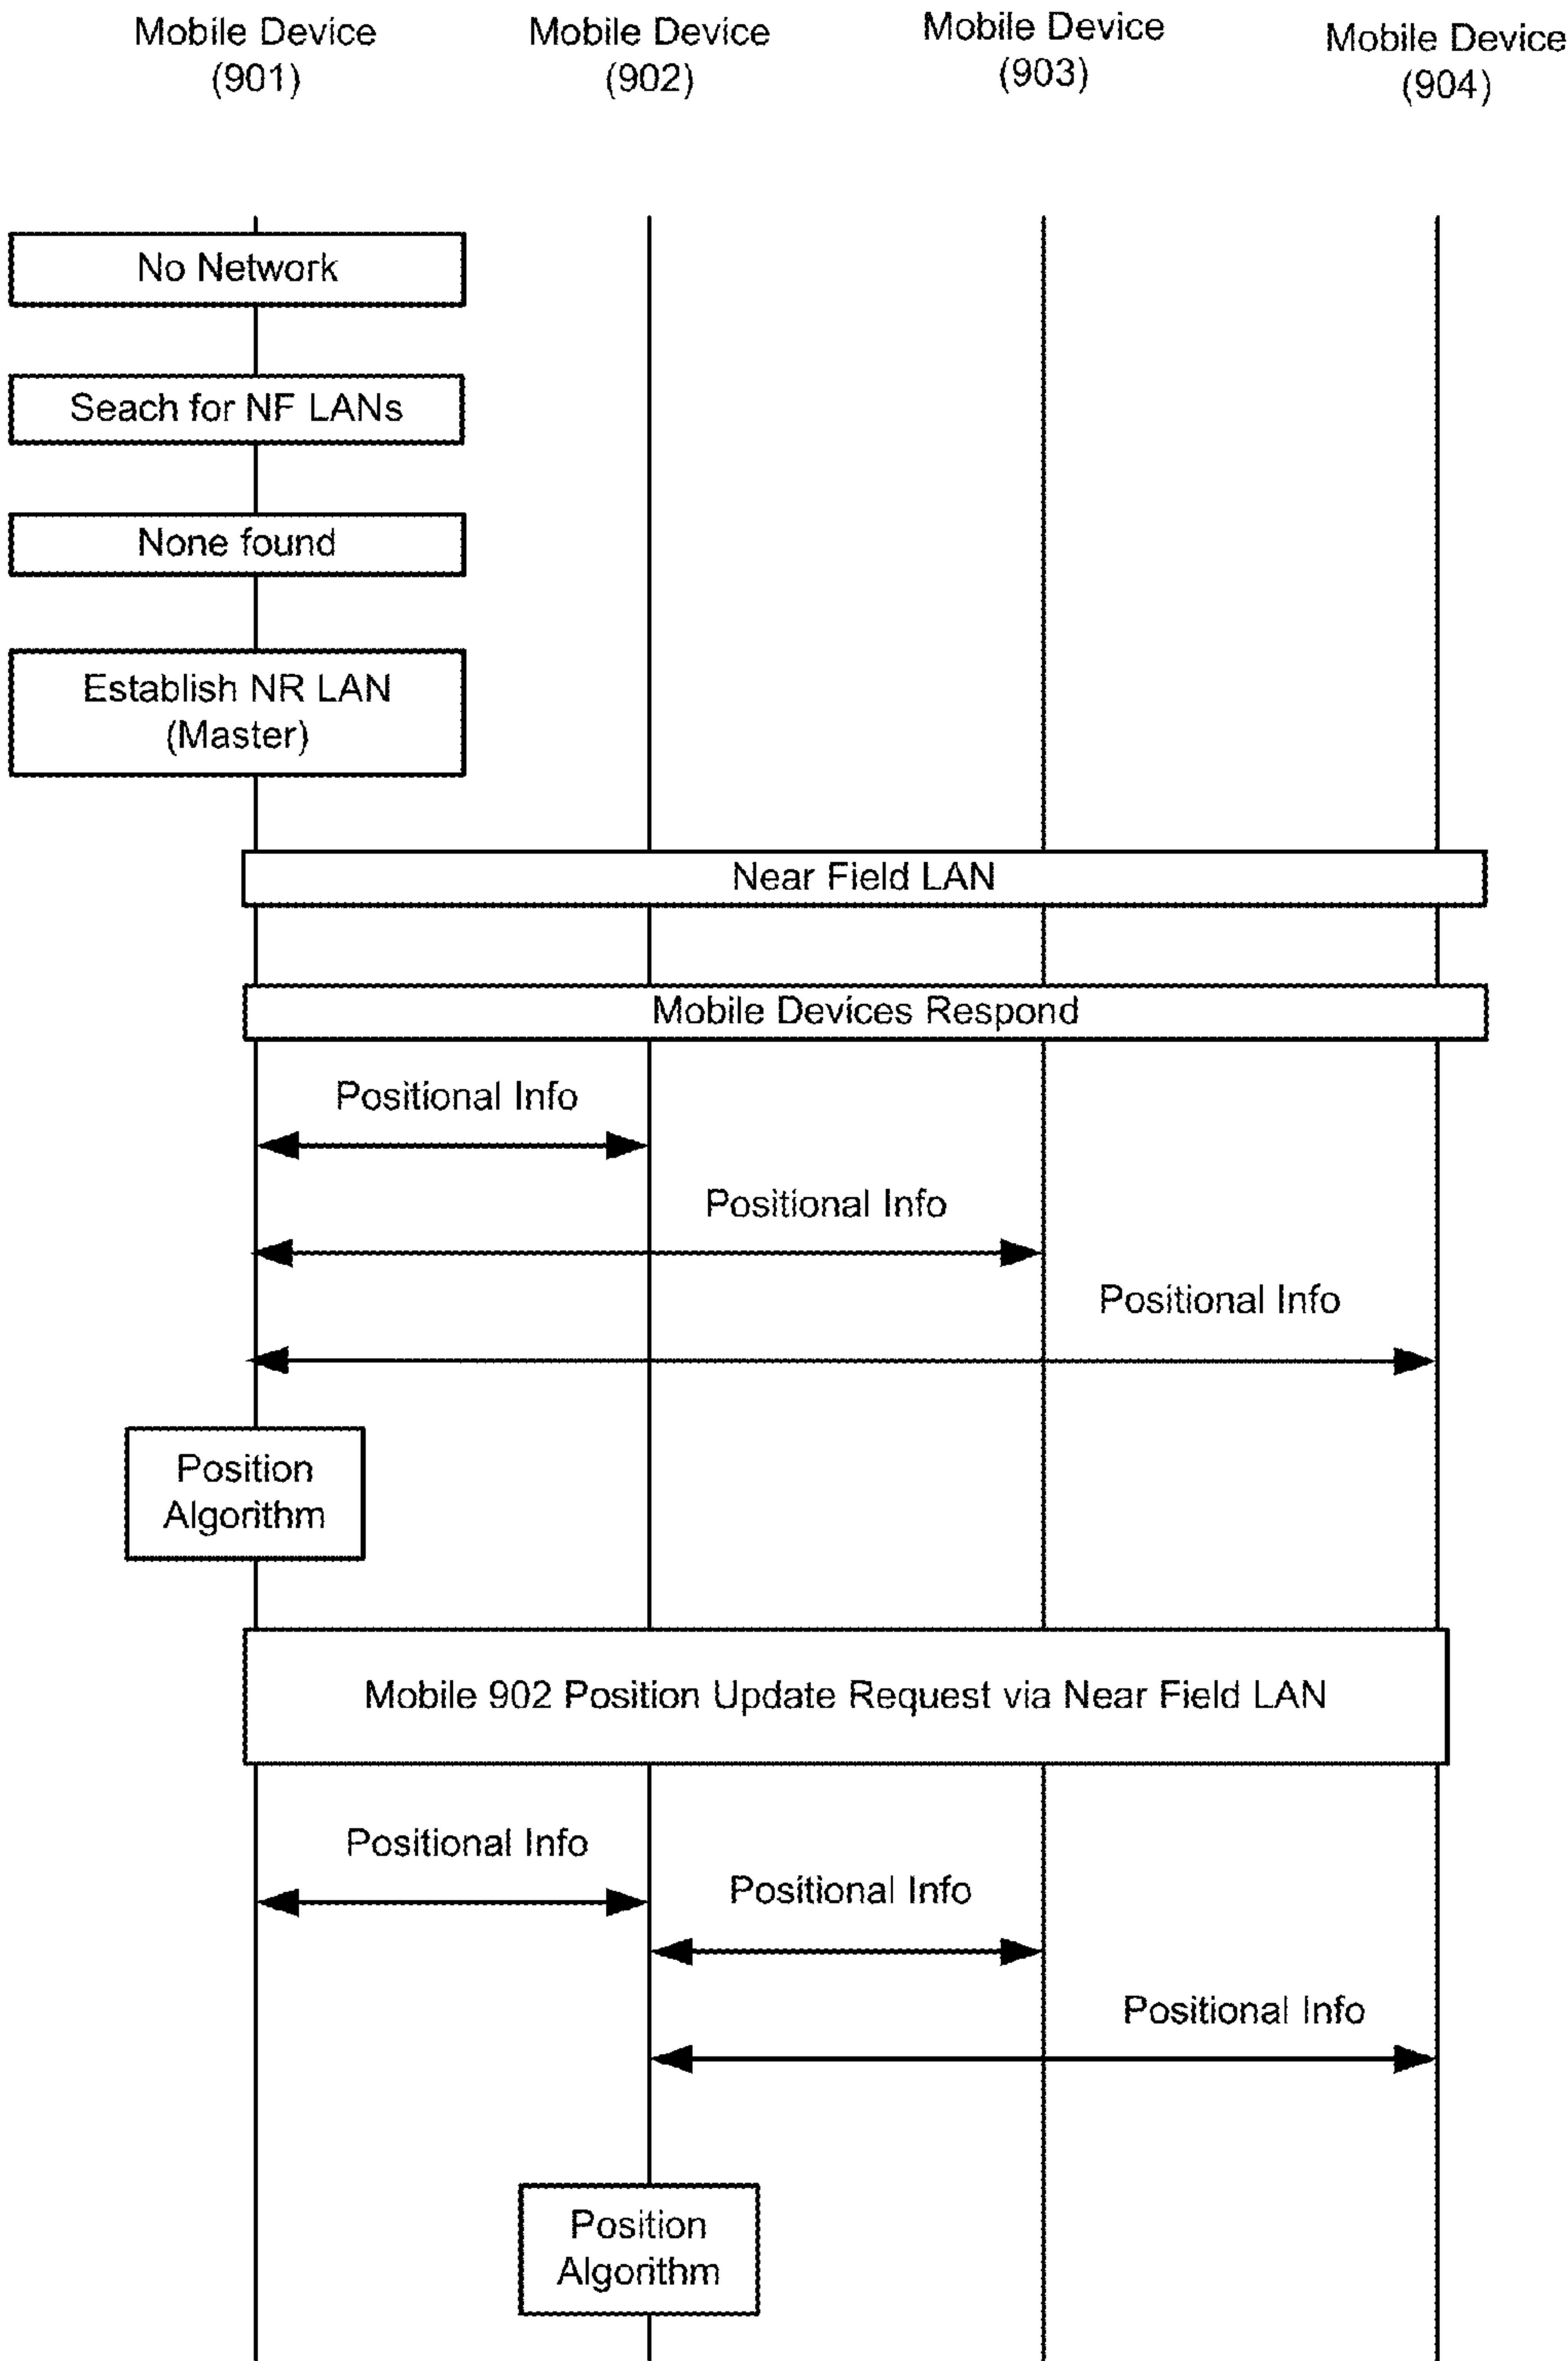 Mobile Device
(901)
Mobile Device
(902)
Mobile Device
(903)
Mobile Device
(904)
No Network
Seach for NF LANs
None found
Establish NR LAN
(Master)
Near Field LAN
Mobile Devices Respond
Positional Info
Positional Info
Positional Info
Position
Algorithm
Mobile 902 Position Update Request via Near Field LAN
Positional Info
Positional Info
Positional Info
Position
Algorithm